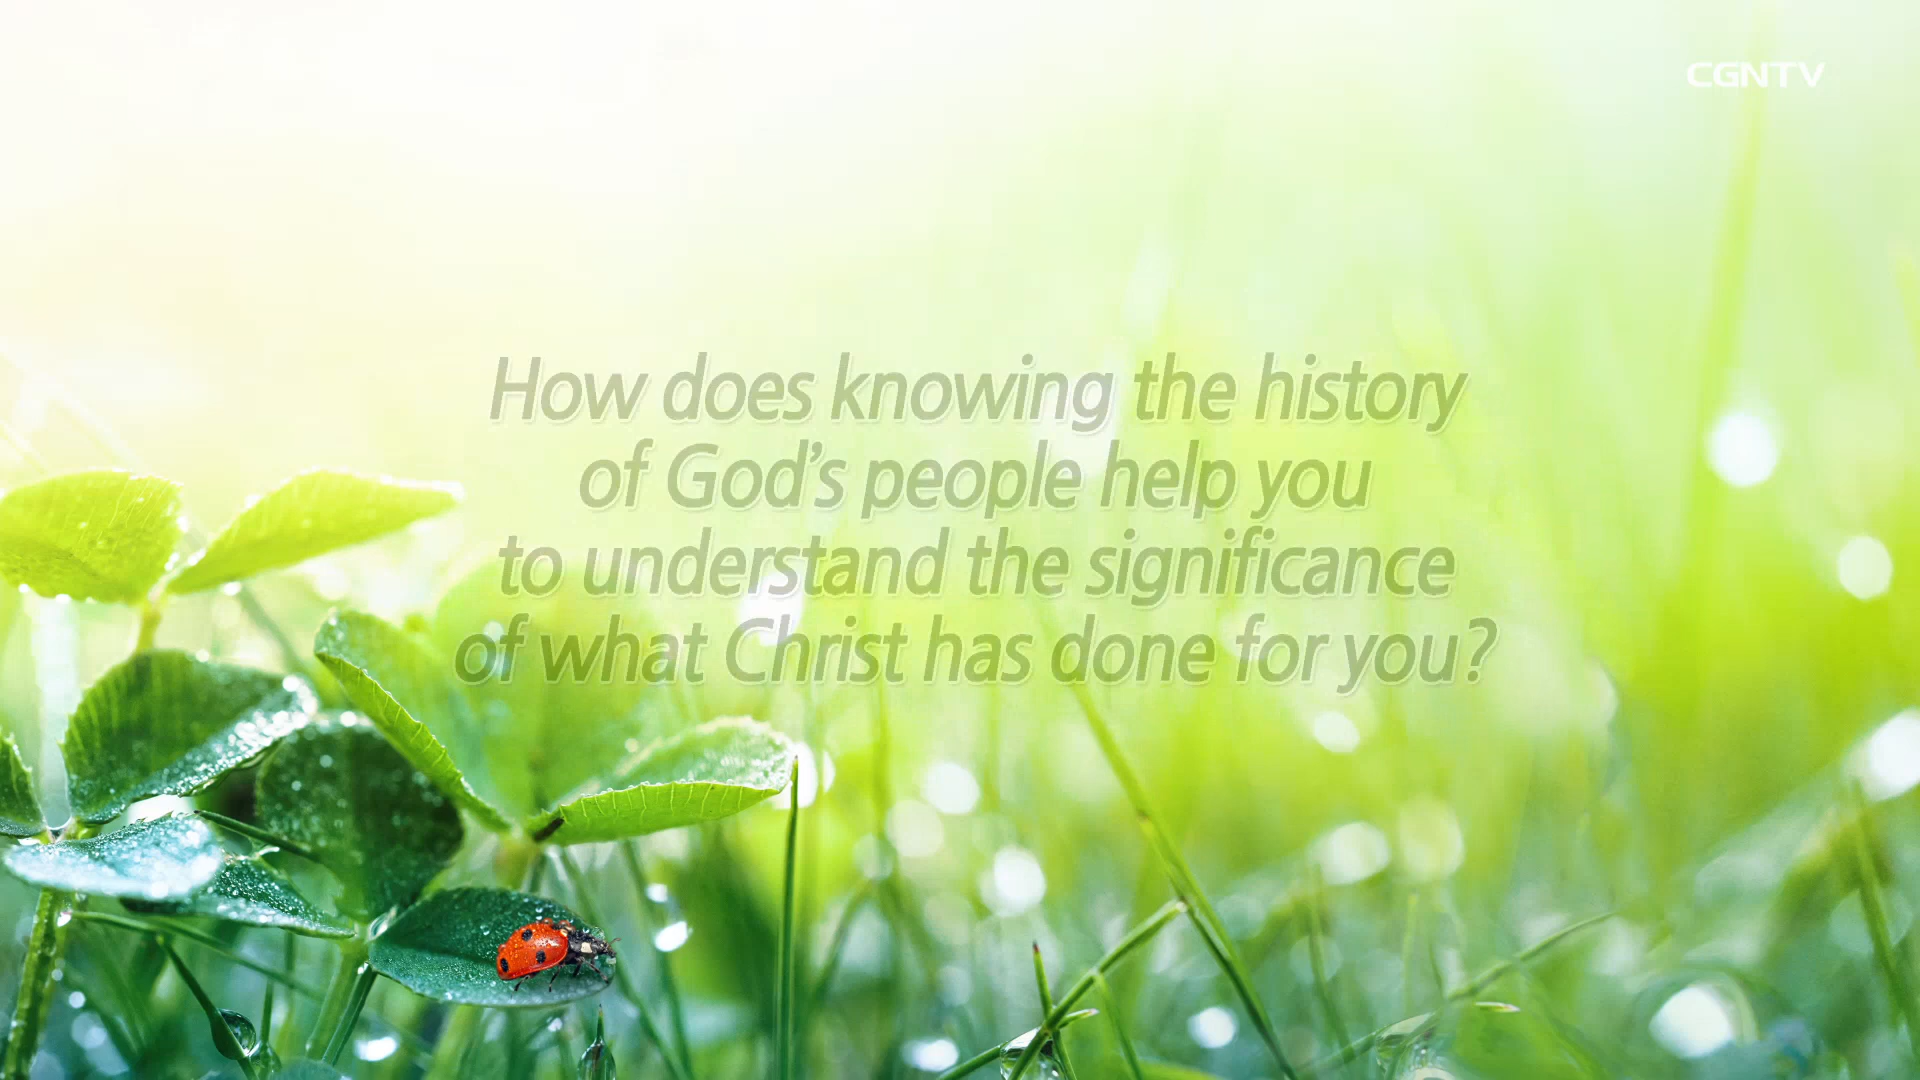 CGNTV
How does knowing the history
of God’s people help you
to understand the significance
of what Christ has done for you?